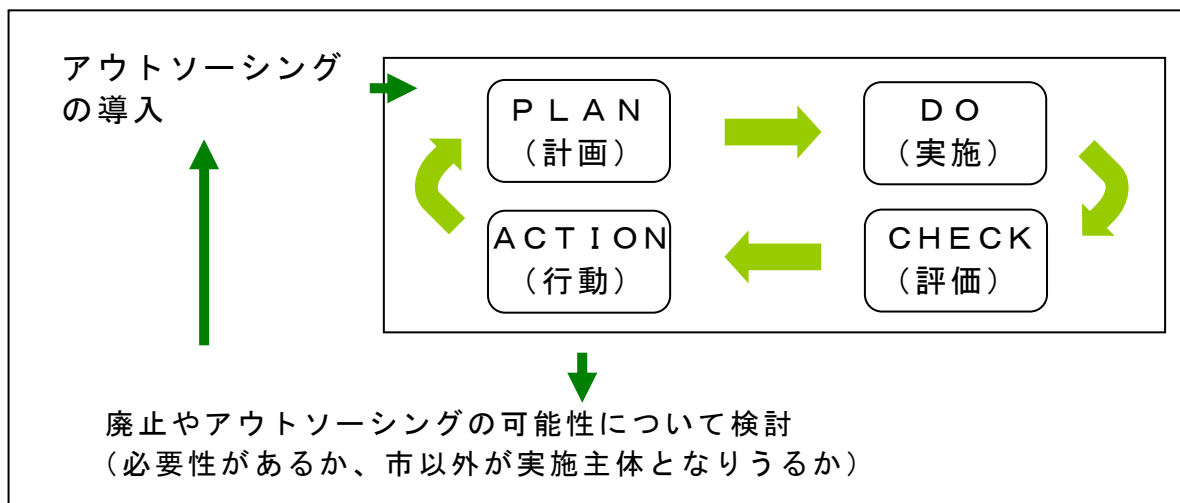 アウトソーシング
の導入
ＰＬＡＮ
（計画）
ＤＯ
（実施）
ＡＣＴＩＯＮ
（行動）
ＣＨＥＣＫ
（評価）
廃止やアウトソーシングの可能性について検討
（必要性があるか、市以外が実施主体となりうるか）